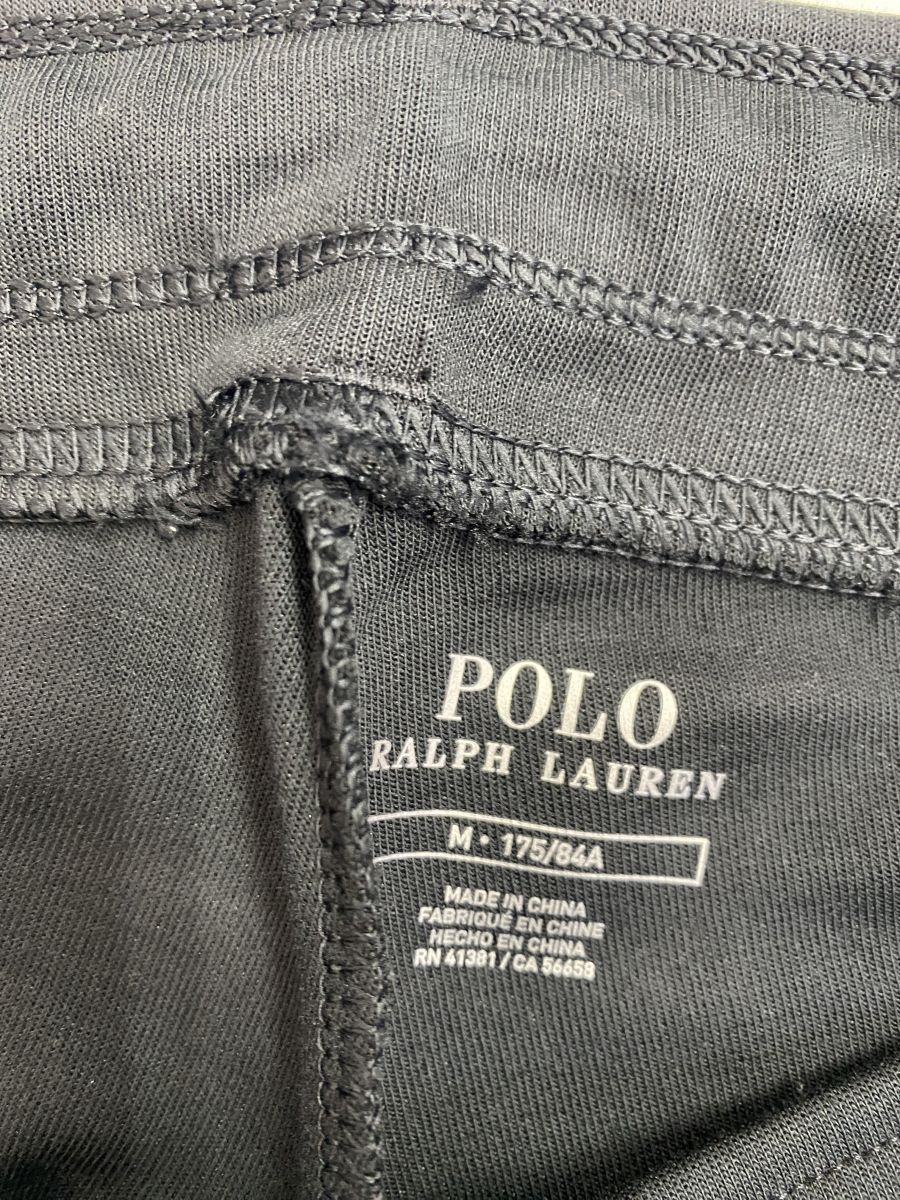 POLO
RALPH LAUREN
M • 175/84A
MADE IN CHINA
FABRIQUÉ EN CHINE
HECHO EN CHINA
RN 41381 / CA 56658